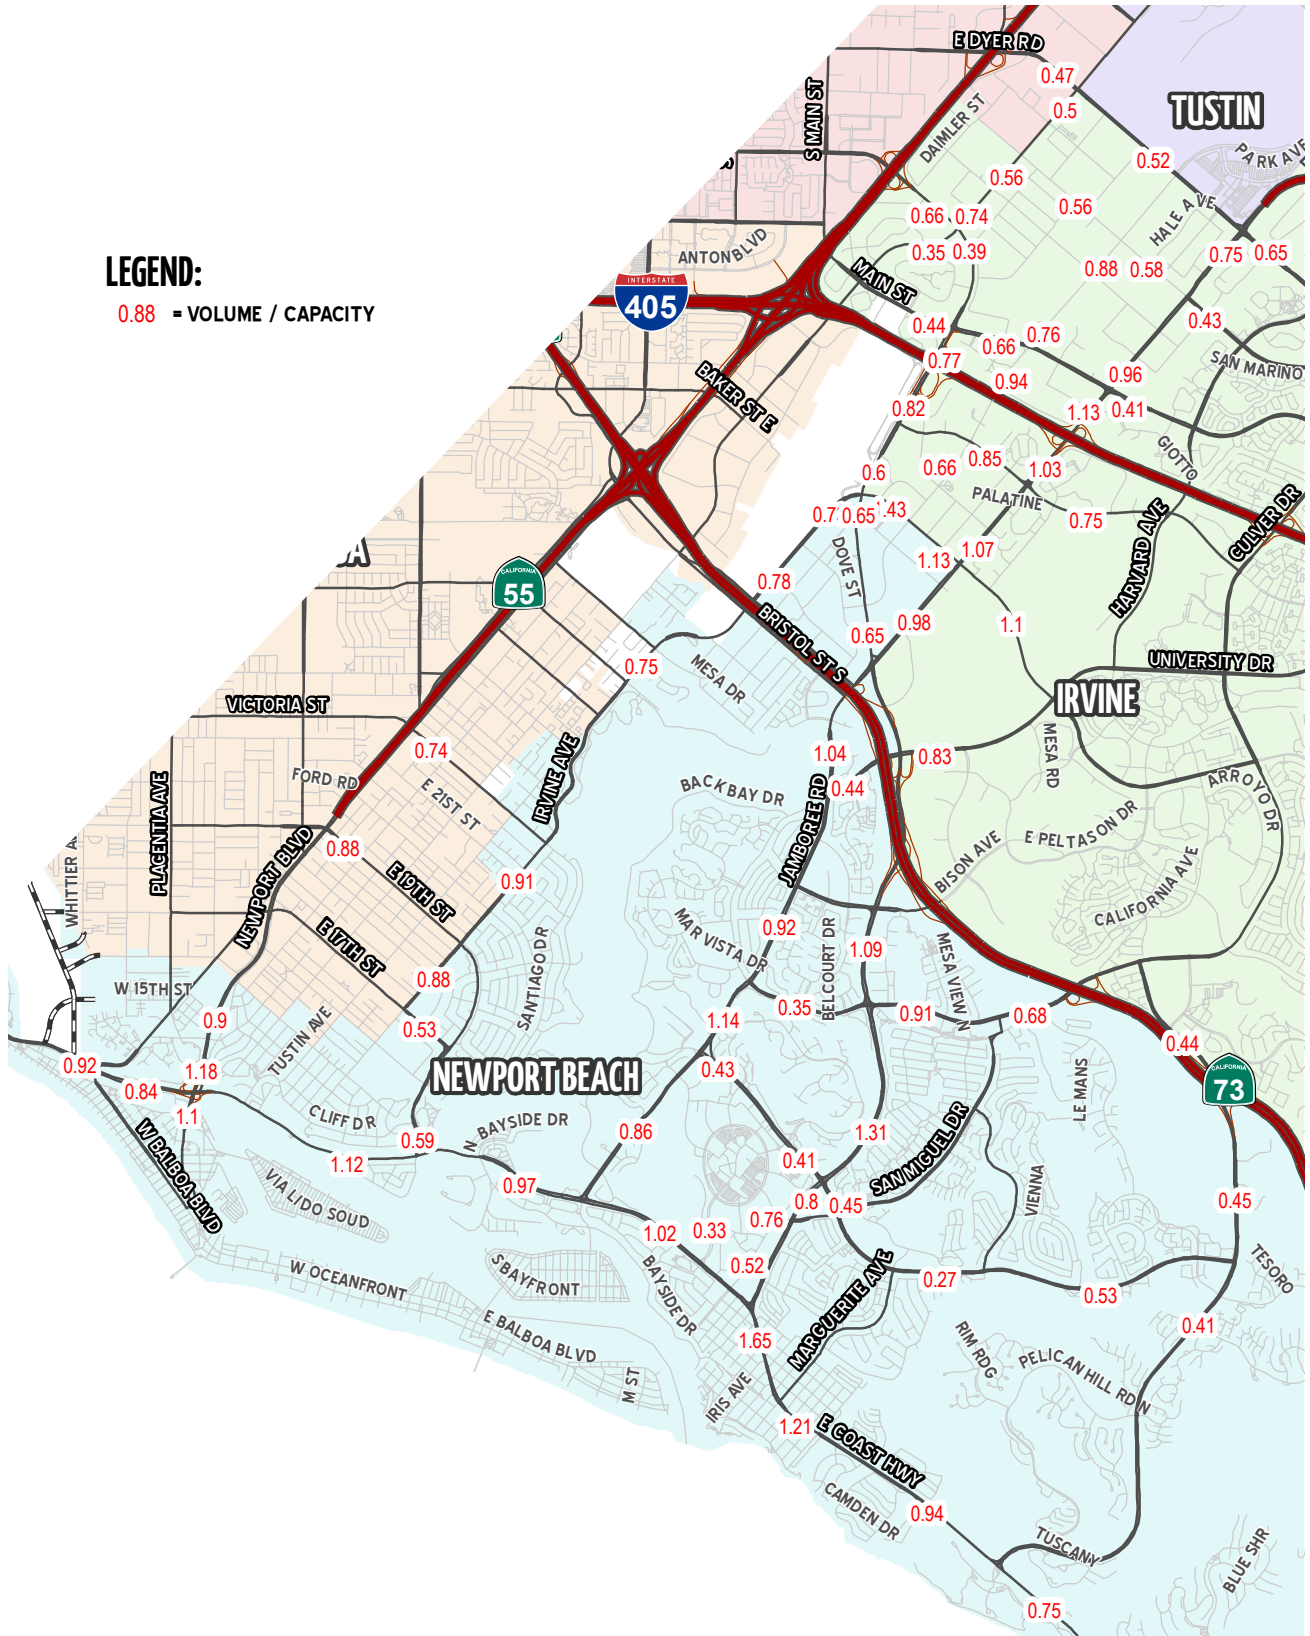 E DYER RD
0.47
TUSTIN
0.5
S MAIN ST
DAIMLER ST
PARK AVE
0.52
0.56
0.56
HALE AVE
0.66
0.74
ANTON BLVD
0.35
0.39
0.75
0.65
LEGEND:
0.88 = VOLUME / CAPACITY
MAIN ST
0.88
0.58
INTERSTATE
405
0.44
0.76
0.43
0.66
0.77
SAN MARINO
BAKER ST E
0.94
0.96
0.82
1.13
0.41
GIOTTO
0.6
0.66
0.85
1.03
PALATINE
0.65
0.75
HARVARD AVE
CULVER DR
DOVE ST
1.13
1.07
CALIFORNIA
55
0.78
BRISTOL ST S
0.98
1.1
0.65
0.75
MESA DR
UNIVERSITY DR
IRVINE
VICTORIA ST
0.74
IRVINE AVE
1.04
0.83
MESA RD
FORD RD
E 21ST ST
BACKBAY DR
0.44
ARROYO DR
PLACENTIA AVE
NEWPORT BLVD
0.88
JAMBOREE RD
E PELTASON DR
BISON AVE
WHITTIER
E 19TH ST
0.91
CALIFORNIA AVE
E 17TH ST
MAR VISTA DR
0.92
BELCOURT DR
1.09
MESA VIEW N
W 15TH ST
0.88
SANTIAGO DR
0.9
TUSTIN AVE
0.53
1.14
0.35
0.91
0.68
0.44
0.92
1.18
NEWPORT BEACH
0.43
LE MANS
CALIFORNIA
73
0.84
1.1
CLIFF DR
N BAYSIDE DR
0.86
1.31
SAN MIGUEL DR
W BALBOA BLVD
0.59
1.12
0.41
0.97
VIENNA
VIA LIDO SOUD
0.8
0.45
0.45
1.02
0.33
0.76
W OCEANFRONT
S BAYFRONT
BAYSIDE DR
0.52
MARGUERITE AVE
0.27
0.53
TESORO
E BALBOA BLVD
1.65
0.41
RIM RDG
PELICAN HILL RD N
M ST
IRIS AVE
1.21
E COAST HWY
CAMDEN DR
0.94
TUSCANY
BLUE SHR
0.75